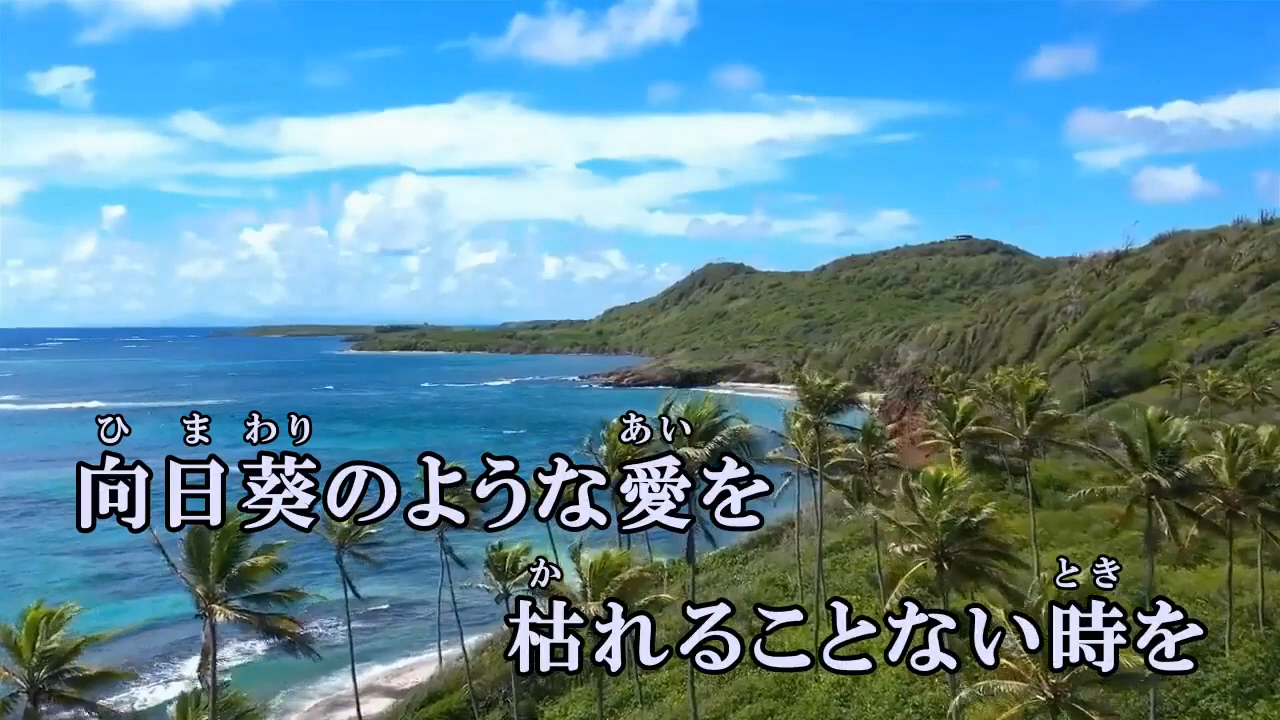 ひまわり あい
向日葵のような愛を
か とき
枯れることない時を